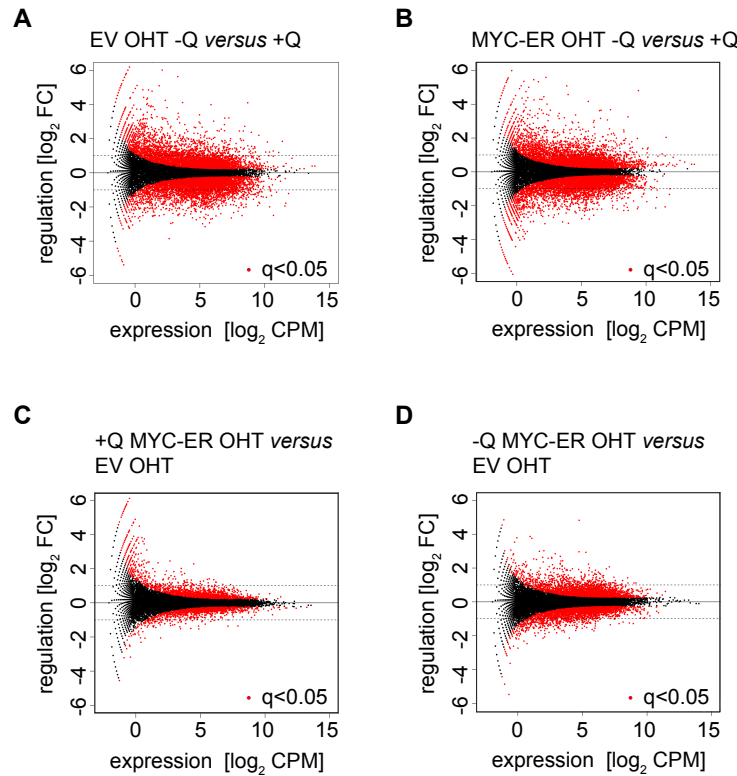 A
EV OHT -Q versus +Q
regulation [log₂ FC]
6
4
2
0
-2
-4
-6
q<0.05
0 5 10 15
expression [log₂ CPM]
B
MYC-ER OHT -Q versus +Q
regulation [log₂ FC]
6
4
2
0
-2
-4
-6
q<0.05
0 5 10 15
expression [log₂ CPM]
C
+Q MYC-ER OHT versus
EV OHT
regulation [log₂ FC]
6
4
2
0
-2
-4
-6
q<0.05
0 5 10 15
expression [log₂ CPM]
D
-Q MYC-ER OHT versus
EV OHT
regulation [log₂ FC]
6
4
2
0
-2
-4
-6
q<0.05
0 5 10 15
expression [log₂ CPM]